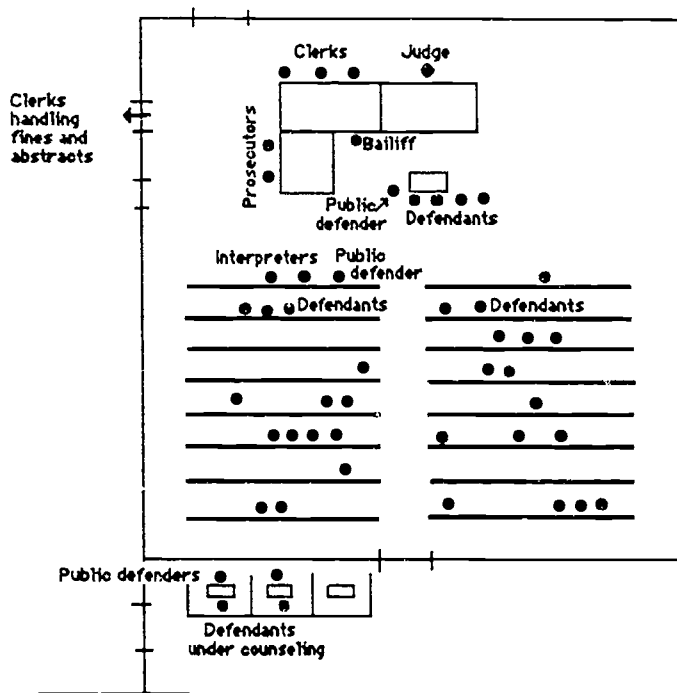 Clerks
Judge
Clerks
handling
fines and
abstracts
Prosecutors
Bailiff
Public
defender
Defendants
Interpreters
Public
defender
Defendants
Defendants
Public defenders
Defendants
under counseling